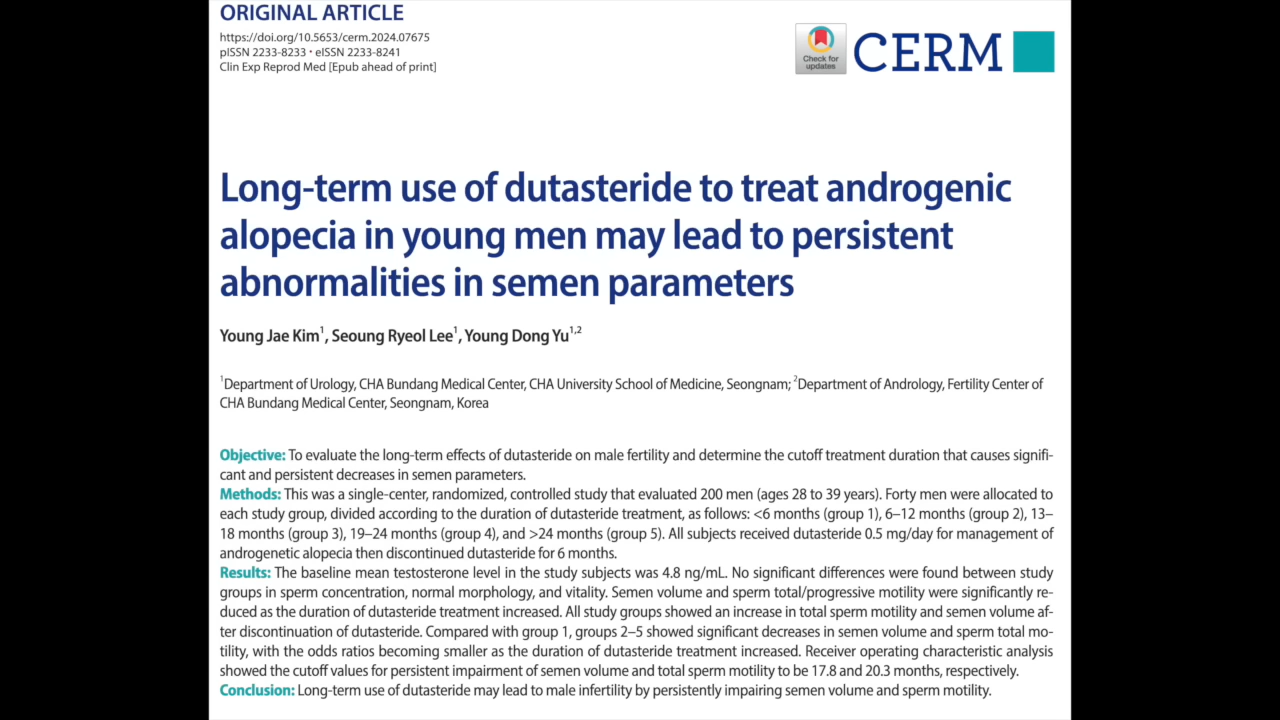 ORIGINAL ARTICLE
https://doi.org/10.5653/cerm.2024.07675
pISSN 2233-8233 • eISSN 2233-8241
Clin Exp Reprod Med [Epub ahead of print]
Check for
updates
CERM
Long-term use of dutasteride to treat androgenic
alopecia in young men may lead to persistent
abnormalities in semen parameters
Young Jae Kim1, Seoung Ryeol Lee1, Young Dong Yu1,2
1Department of Urology, CHA Bundang Medical Center, CHA University School of Medicine, Seongnam; 2Department of Andrology, Fertility Center of
CHA Bundang Medical Center, Seongnam, Korea
Objective: To evaluate the long-term effects of dutasteride on male fertility and determine the cutoff treatment duration that causes signifi-
cant and persistent decreases in semen parameters.
Methods: This was a single-center, randomized, controlled study that evaluated 200 men (ages 28 to 39 years). Forty men were allocated to
each study group, divided according to the duration of dutasteride treatment, as follows: <6 months (group 1), 6–12 months (group 2), 13–
18 months (group 3), 19–24 months (group 4), and >24 months (group 5). All subjects received dutasteride 0.5 mg/day for management of
androgenetic alopecia then discontinued dutasteride for 6 months.
Results: The baseline mean testosterone level in the study subjects was 4.8 ng/mL. No significant differences were found between study
groups in sperm concentration, normal morphology, and vitality. Semen volume and sperm total/progressive motility were significantly re-
duced as the duration of dutasteride treatment increased. All study groups showed an increase in total sperm motility and semen volume af-
ter discontinuation of dutasteride. Compared with group 1, groups 2–5 showed significant decreases in semen volume and sperm total mo-
tility, with the odds ratios becoming smaller as the duration of dutasteride treatment increased. Receiver operating characteristic analysis
showed the cutoff values for persistent impairment of semen volume and total sperm motility to be 17.8 and 20.3 months, respectively.
Conclusion: Long-term use of dutasteride may lead to male infertility by persistently impairing semen volume and sperm motility.